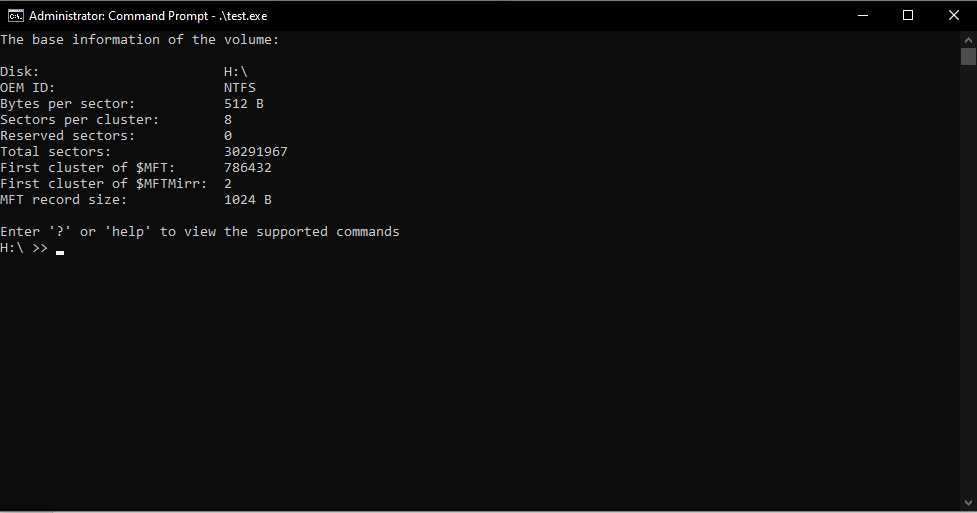 Administrator: Command Prompt - .\test.exe
The base information of the volume:
Disk: H:\
OEM ID: NTFS
Bytes per sector: 512 B
Sectors per cluster: 8
Reserved sectors: 0
Total sectors: 30291967
First cluster of $MFT: 786432
First cluster of $MFTMirr: 2
MFT record size: 1024 B
Enter '?' or 'help' to view the supported commands
H:\ >>